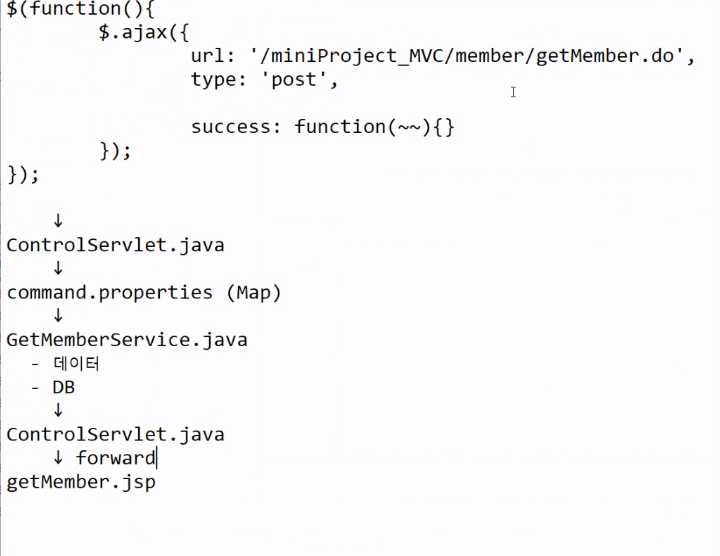 $(function(){
$.ajax({
url: '/miniProject_MVC/member/getMember.do',
type: 'post',
success: function(~~){}
});
});
↓
ControlServlet.java
↓
command.properties (Map)
↓
GetMemberService.java
- 데이터
- DB
↓
ControlServlet.java
↓ forward
getMember.jsp